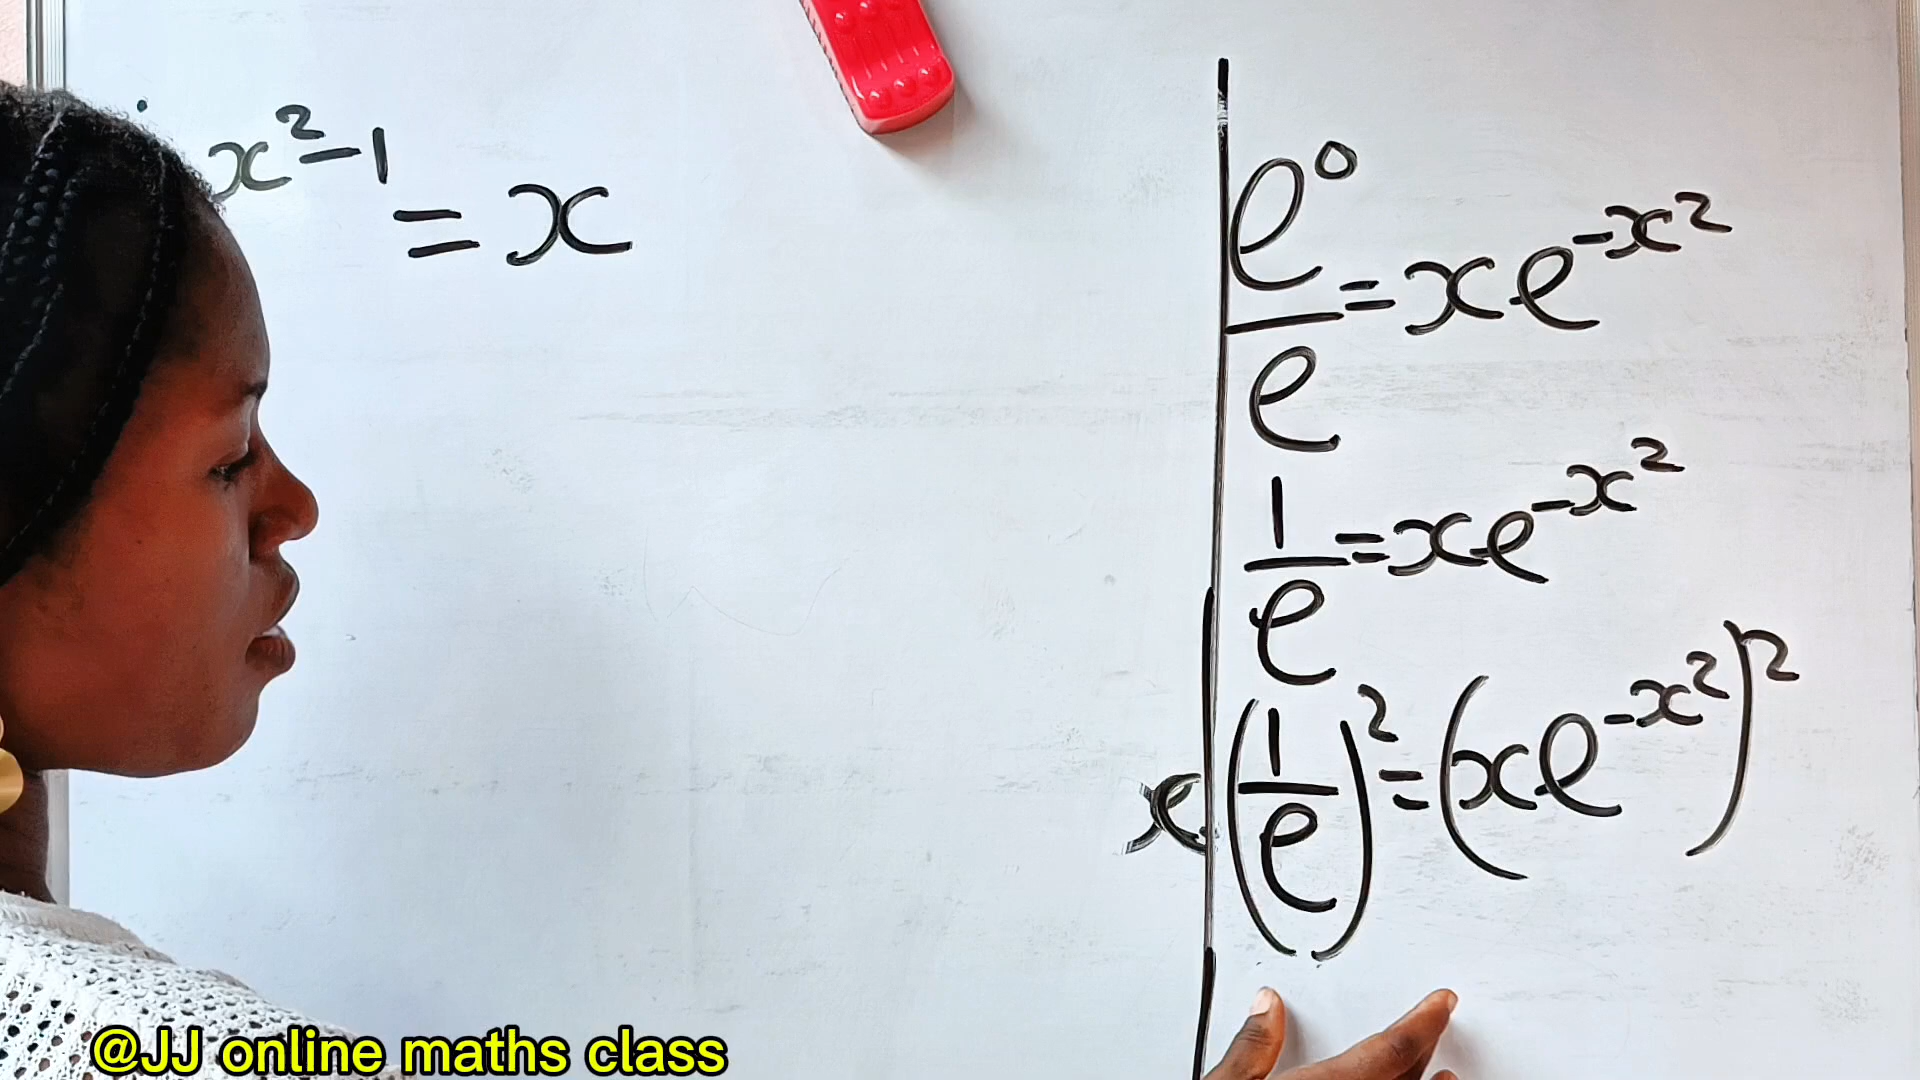 x²-1 = x
e⁰/e = xe^(-x²)
1/e = xe^(-x²)
(1/e)² = (xe^(-x²))²
@JJ online maths class